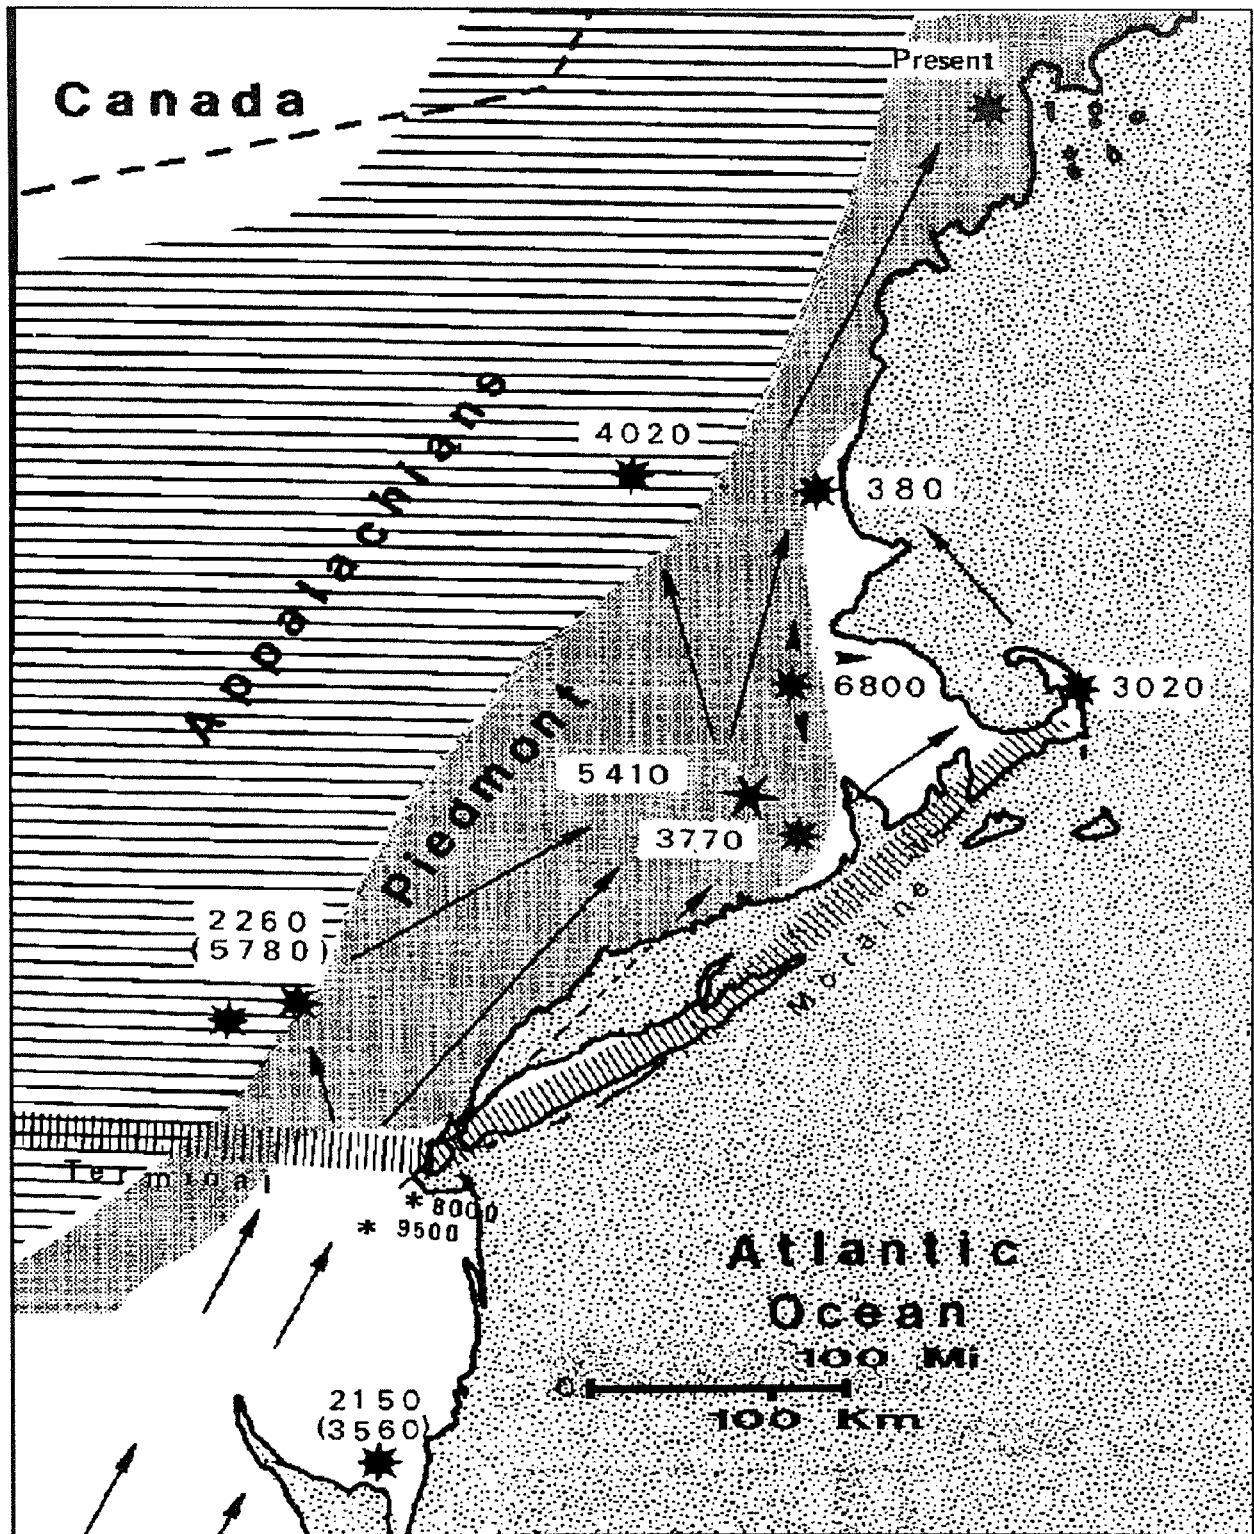 Present
Canada
Appalachians
4020
380
6800
3020
Piedmont
5410
3770
2260
(5780)
Moraine
Terminal
* 8000
* 9500
Atlantic
Ocean
100 Mi
0
100 Km
2150
(3560)